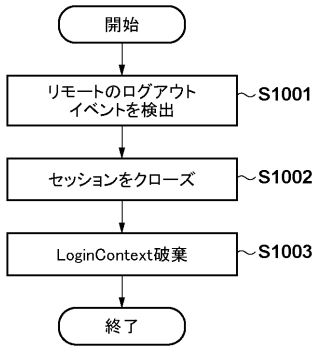 開始
リモートのログアウト
イベントを検出
S1001
セッションをクローズ
S1002
LoginContext破棄
S1003
終了